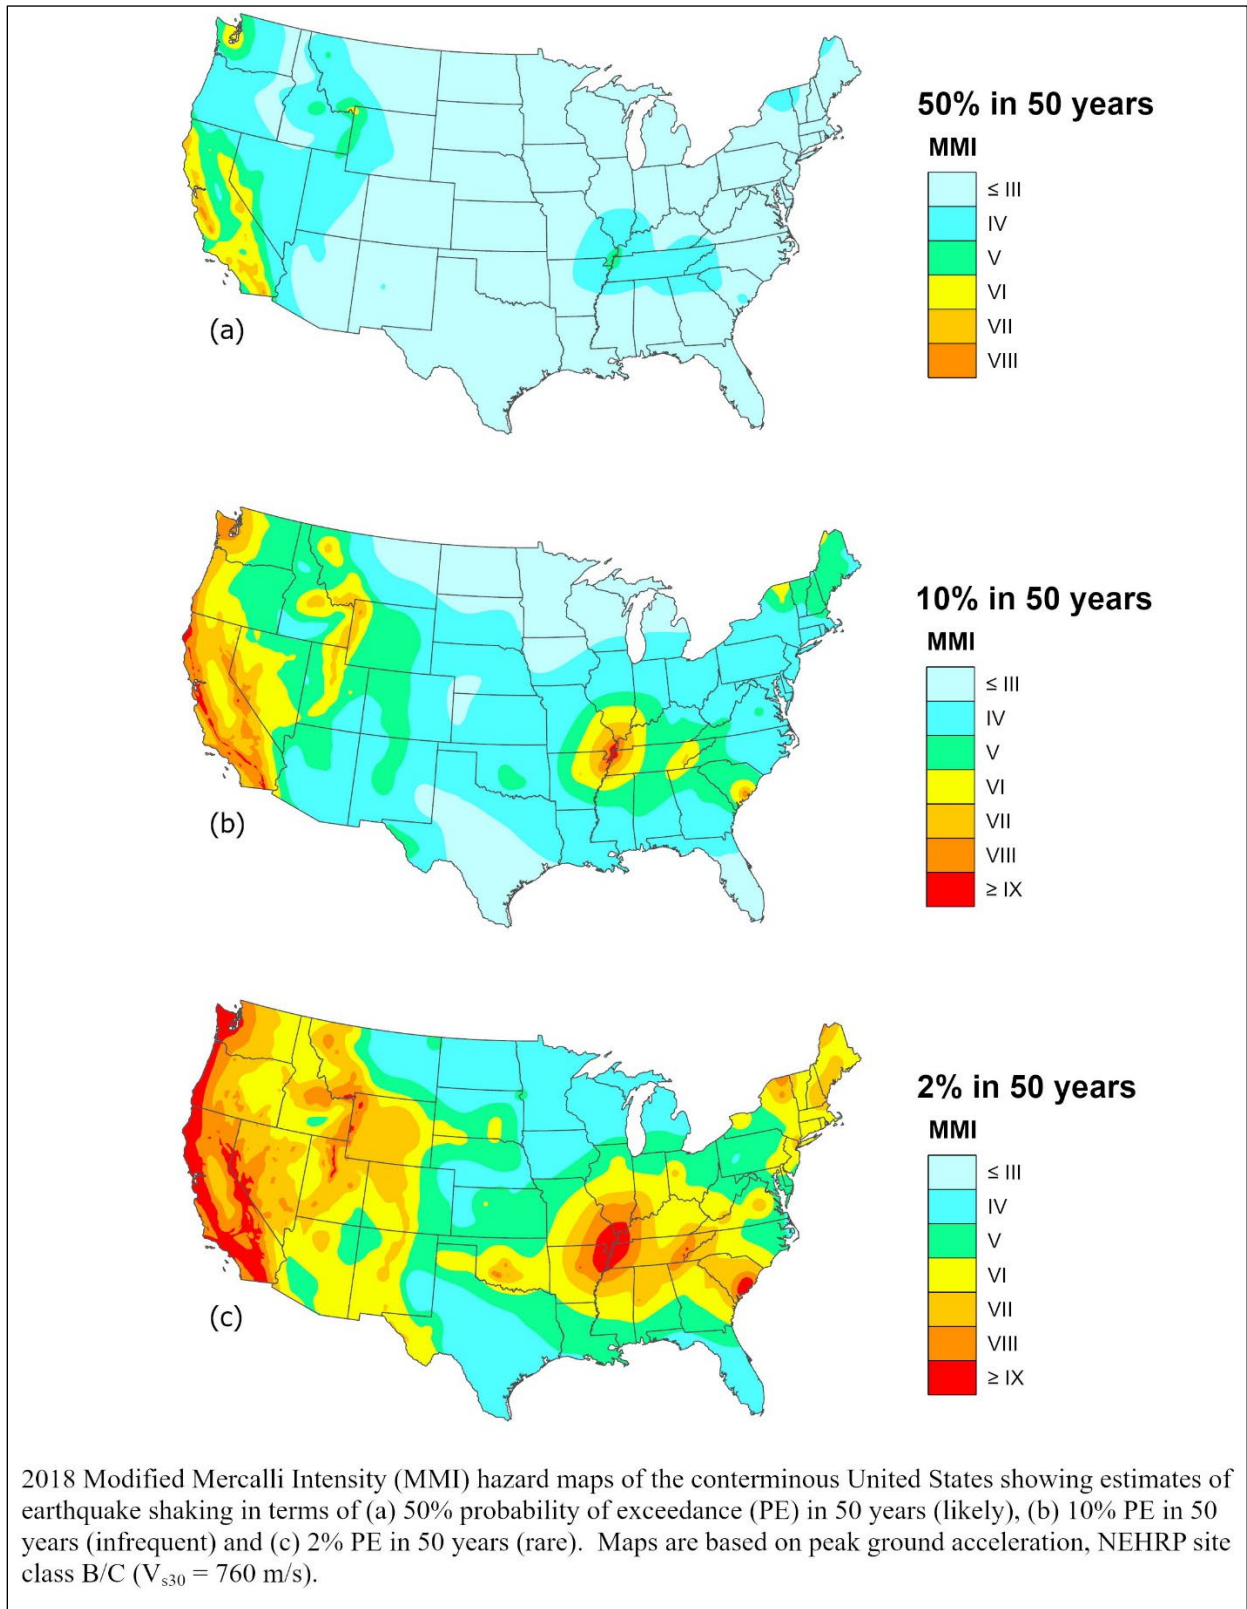 50% in 50 years
MMI
≤ III
IV
V
VI
VII
VIII
(a)
10% in 50 years
MMI
≤ III
IV
V
VI
VII
VIII
≥ IX
(b)
2% in 50 years
MMI
≤ III
IV
V
VI
VII
VIII
≥ IX
(c)
2018 Modified Mercalli Intensity (MMI) hazard maps of the conterminous United States showing estimates of
earthquake shaking in terms of (a) 50% probability of exceedance (PE) in 50 years (likely), (b) 10% PE in 50
years (infrequent) and (c) 2% PE in 50 years (rare).  Maps are based on peak ground acceleration, NEHRP site
class B/C (Vs30 = 760 m/s).